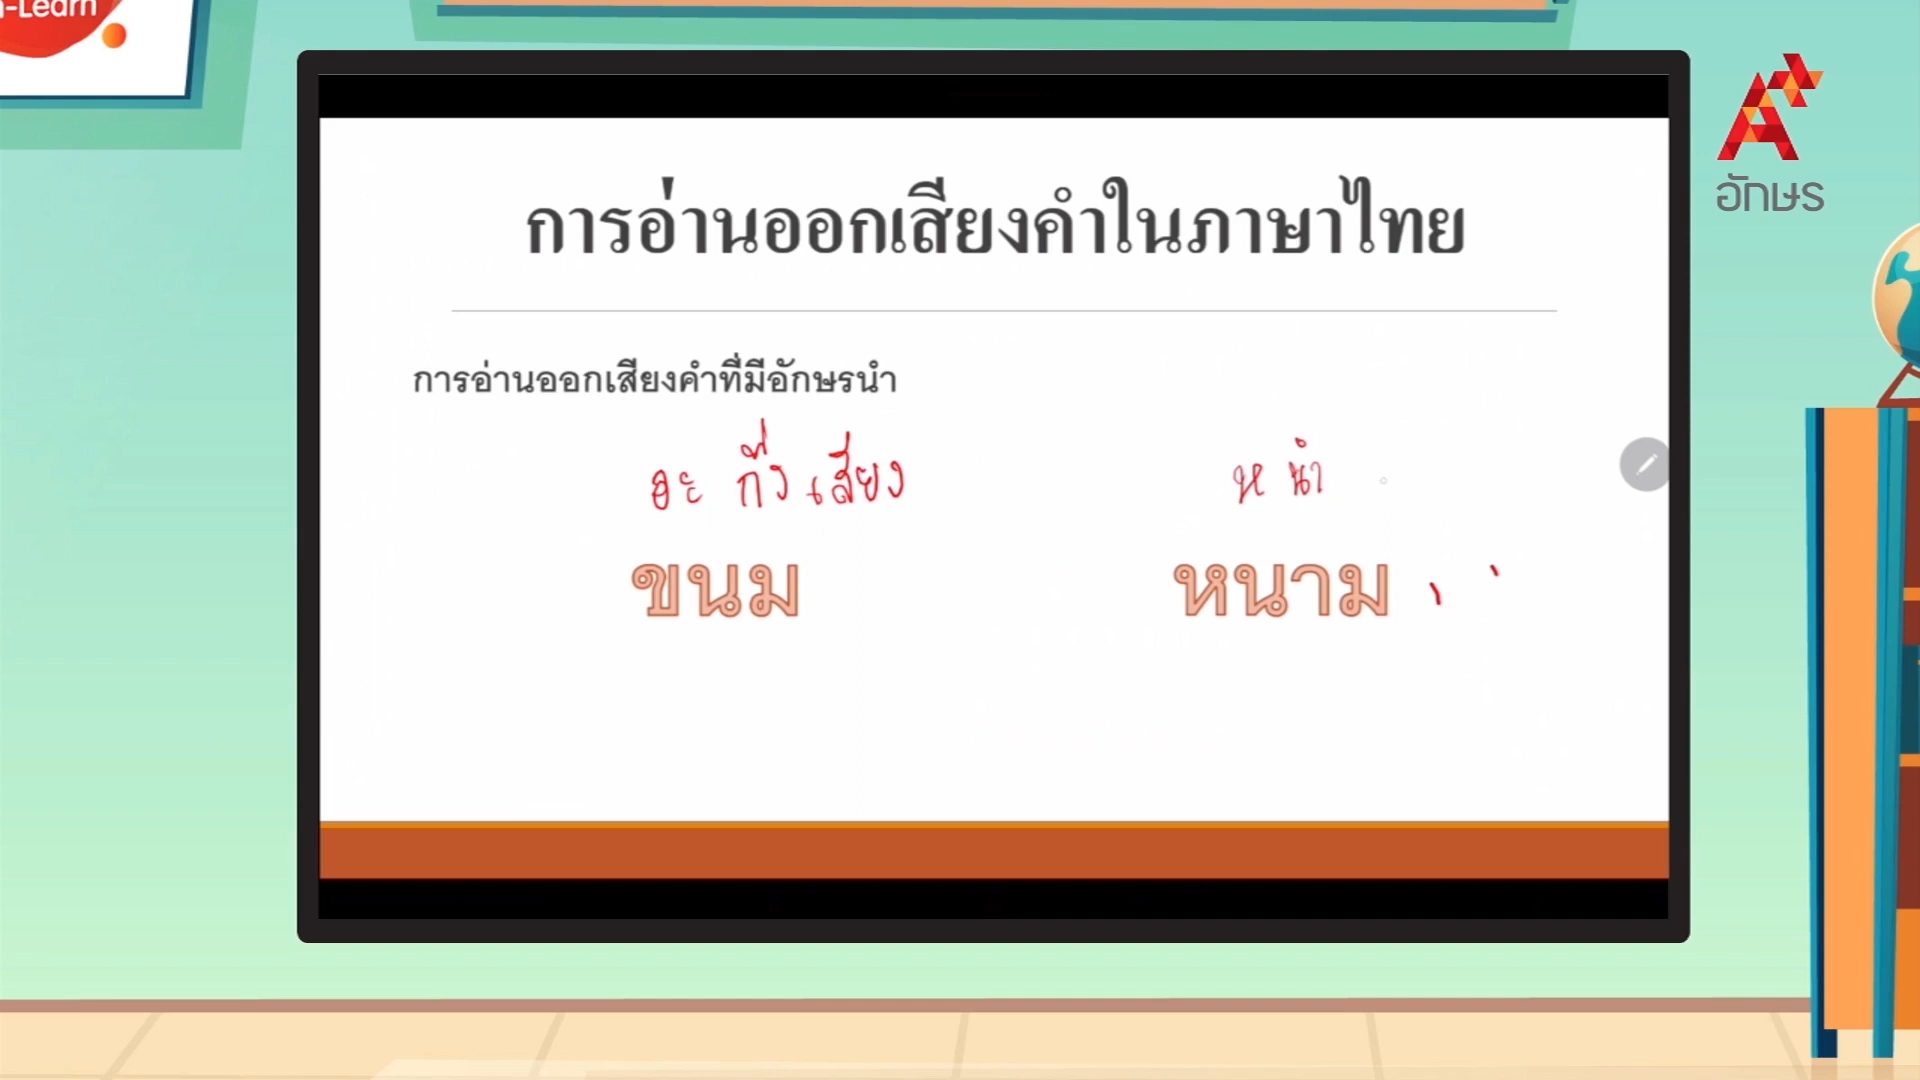 -Learn
อักษร
การอ่านออกเสียงคำในภาษาไทย
การอ่านออกเสียงคำที่มีอักษรนำ
อะ กึ่งเสียง
ห นำ
ขนม
หนาม